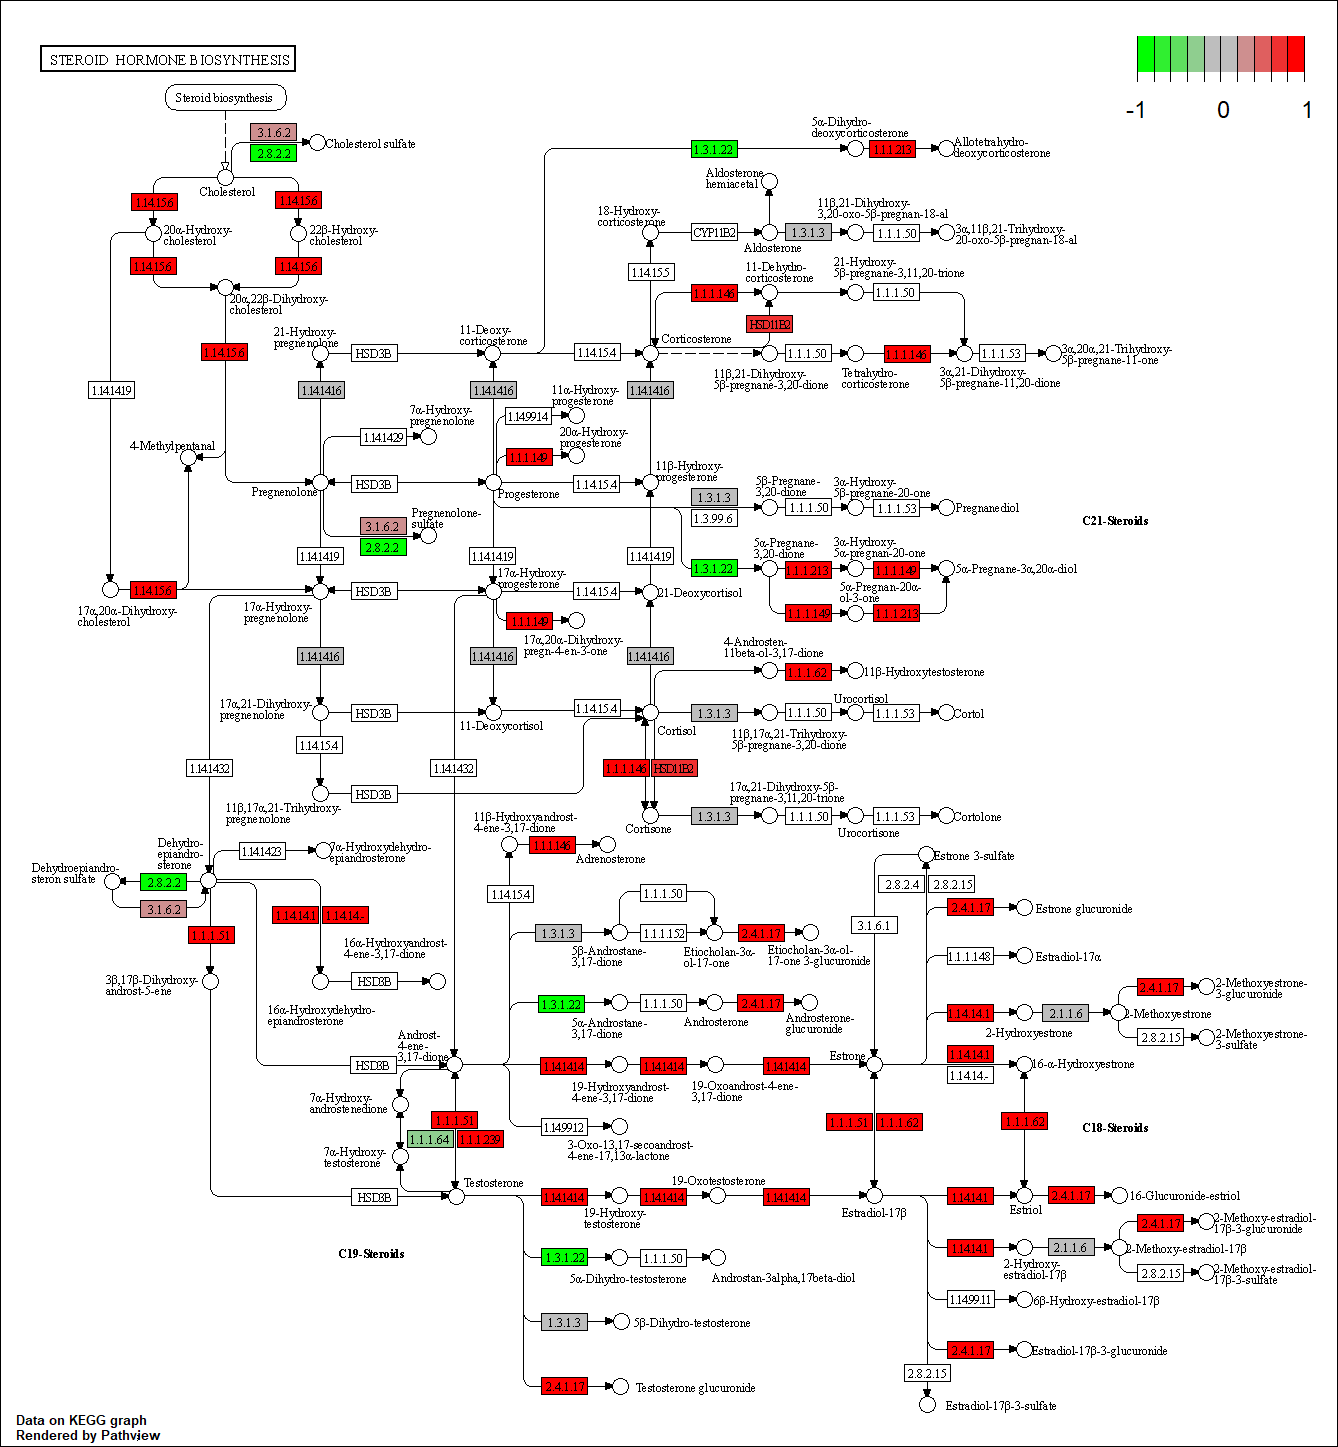 STEROID HORMONE BIOSYNTHESIS
-1
0
1
Steroid biosynthesis
3.1.6.2
2.8.2.2
Cholesterol sulfate
Cholesterol
1.14.15.6
1.14.15.6
20α-Hydroxy-
cholesterol
22β-Hydroxy-
cholesterol
1.14.15.6
1.14.15.6
20α,22β-Dihydroxy-
cholesterol
1.14.15.6
1.14.14.19
4-Methylpentanal
1.14.15.6
17α,20α-Dihydroxy-
cholesterol
5α-Dihydro-
deoxycorticosterone
1.3.1.22
1.1.1.213
Allotetrahydro-
deoxycorticosterone
Aldosterone
hemiacetal
18-Hydroxy-
corticosterone
CYP11B2
Aldosterone
1.3.1.3
11β,21-Dihydroxy-
3,20-oxo-5β-pregnan-18-al
1.1.1.50
3α,11β,21-Trihydroxy-
20-oxo-5β-pregnan-18-al
1.14.15.5
11-Dehydro-
corticosterone
21-Hydroxy-
5β-pregnane-3,11,20-trione
1.1.1.146
1.1.1.50
HSD11B2
21-Hydroxy-
pregnenolone
HSD3B
11-Deoxy-
corticosterone
1.14.15.4
Corticosterone
1.1.1.50
1.1.1.146
1.1.1.53
3α,20α,21-Trihydroxy-
5β-pregnane-11-one
11β,21-Dihydroxy-
5β-pregnane-3,20-dione
Tetrahydro-
corticosterone
3α,21-Dihydroxy-
5β-pregnane-11,20-dione
1.14.14.16
1.14.14.16
1.14.14.16
11α-Hydroxy-
progesterone
1.14.99.14
7α-Hydroxy-
pregnenolone
1.14.14.29
20α-Hydroxy-
progesterone
1.1.1.149
Pregnenolone
HSD3B
Progesterone
1.14.15.4
11β-Hydroxy-
progesterone
1.3.1.3
1.3.99.6
5β-Pregnane-
3,20-dione
1.1.1.50
3α-Hydroxy-
5β-pregnane-20-one
1.1.1.53
Pregnanediol
C21-Steroids
3.1.6.2
2.8.2.2
Pregnenolone-
sulfate
1.14.14.19
1.14.14.19
1.14.14.19
1.3.1.22
5α-Pregnane-
3,20-dione
1.1.1.213
3α-Hydroxy-
5α-pregnan-20-one
1.1.1.149
5α-Pregnane-3α,20α-diol
1.1.1.149
5α-Pregnan-20α-
ol-3-one
1.1.1.213
17α-Hydroxy-
pregnenolone
HSD3B
17α-Hydroxy-
progesterone
1.14.15.4
21-Deoxycortisol
1.1.1.149
17α,20α-Dihydroxy-
pregn-4-en-3-one
1.14.14.16
1.14.14.16
1.14.14.16
4-Androsten-
11beta-ol-3,17-dione
1.1.1.62
11β-Hydroxytestosterone
17α,21-Dihydroxy-
pregnenolone
HSD3B
11-Deoxycortisol
1.14.15.4
Cortisol
1.3.1.3
1.1.1.50
Urocortisol
1.1.1.53
Cortol
11β,17α,21-Trihydroxy-
5β-pregnane-3,20-dione
1.14.15.4
1.14.14.32
1.14.14.32
1.1.1.146
HSD11B2
11β,17α,21-Trihydroxy-
pregnenolone
HSD3B
17α,21-Dihydroxy-5β-
pregnane-3,11,20-trione
Cortisone
1.3.1.3
1.1.1.50
Urocortisone
1.1.1.53
Cortolone
Dehydro-
epiandro-
sterone
1.14.14.23
7α-Hydroxydehydro-
epiandrosterone
Dehydroepiandro-
steron sulfate
2.8.2.2
3.1.6.2
1.1.1.51
1.14.14.1
1.14.14.-
16α-Hydroxyandrost-
4-ene-3,17-dione
3β,17β-Dihydroxy-
androst-5-ene
HSD3B
16α-Hydroxydehydro-
epiandrosterone
11β-Hydroxyandrost-
4-ene-3,17-dione
1.1.1.146
Adrenosterone
1.14.15.4
1.1.1.50
1.3.1.3
5β-Androstane-
3,17-dione
1.1.1.152
Etiocholan-3α-
ol-17-one
2.4.1.17
Etiocholan-3α-ol-
17-one 3-glucuronide
1.3.1.22
5α-Androstane-
3,17-dione
1.1.1.50
Androsterone
2.4.1.17
Androsterone-
glucuronide
Androst-
4-ene-
3,17-dione
HSD3B
1.14.14.14
19-Hydroxyandrost-
4-ene-3,17-dione
1.14.14.14
19-Oxoandrost-4-ene-
3,17-dione
1.14.14.14
Estrone
7α-Hydroxy-
androstenedione
1.1.1.51
1.1.1.64
1.1.1.239
7α-Hydroxy-
testosterone
1.14.99.12
3-Oxo-13,17-secoandrost-
4-ene-17,13α-lactone
Estrone 3-sulfate
2.8.2.4
2.8.2.15
3.1.6.1
2.4.1.17
Estrone glucuronide
1.1.1.148
Estradiol-17α
1.14.14.1
2-Hydroxyestrone
2.1.1.6
2-Methoxyestrone
2.4.1.17
2-Methoxyestrone-
3-glucuronide
2.8.2.15
2-Methoxyestrone-
3-sulfate
1.14.14.1
1.14.14.-
16-α-Hydroxyestrone
1.1.1.51
1.1.1.62
1.1.1.62
C18-Steroids
HSD3B
Testosterone
1.14.14.14
19-Hydroxy-
testosterone
1.14.14.14
19-Oxotestosterone
1.14.14.14
Estradiol-17β
1.14.14.1
Estriol
2.4.1.17
16-Glucuronide-estriol
C19-Steroids
1.3.1.22
5α-Dihydro-testosterone
1.1.1.50
Androstan-3alpha,17beta-diol
1.3.1.3
5β-Dihydro-testosterone
2.4.1.17
Testosterone glucuronide
1.14.14.1
2-Hydroxy-
estradiol-17β
2.1.1.6
2-Methoxy-estradiol-17β
2.4.1.17
2-Methoxy-estradiol-
17β-3-glucuronide
2.8.2.15
2-Methoxy-estradiol-
17β-3-sulfate
1.14.99.11
6β-Hydroxy-estradiol-17β
2.4.1.17
Estradiol-17β-3-glucuronide
2.8.2.15
Estradiol-17β-3-sulfate
Data on KEGG graph
Rendered by Pathview